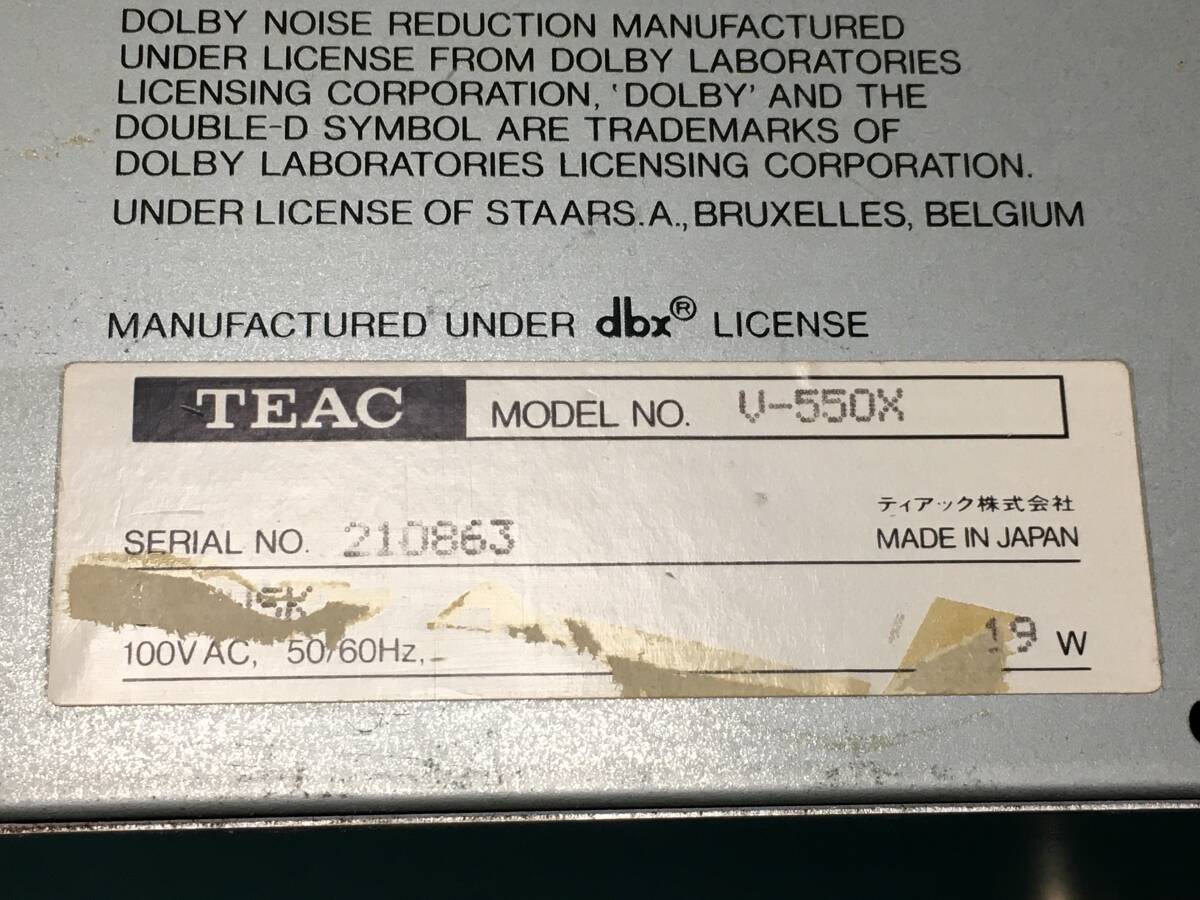 DOLBY NOISE REDUCTION MANUFACTURED
UNDER LICENSE FROM DOLBY LABORATORIES
LICENSING CORPORATION, 'DOLBY' AND THE
DOUBLE-D SYMBOL ARE TRADEMARKS OF
DOLBY LABORATORIES LICENSING CORPORATION.
UNDER LICENSE OF STAARS.A., BRUXELLES, BELGIUM
MANUFACTURED UNDER dbx® LICENSE
TEAC MODEL NO. V-550X
ティアック株式会社
SERIAL NO. 210863 MADE IN JAPAN
100V AC, 50/60Hz, 19 W